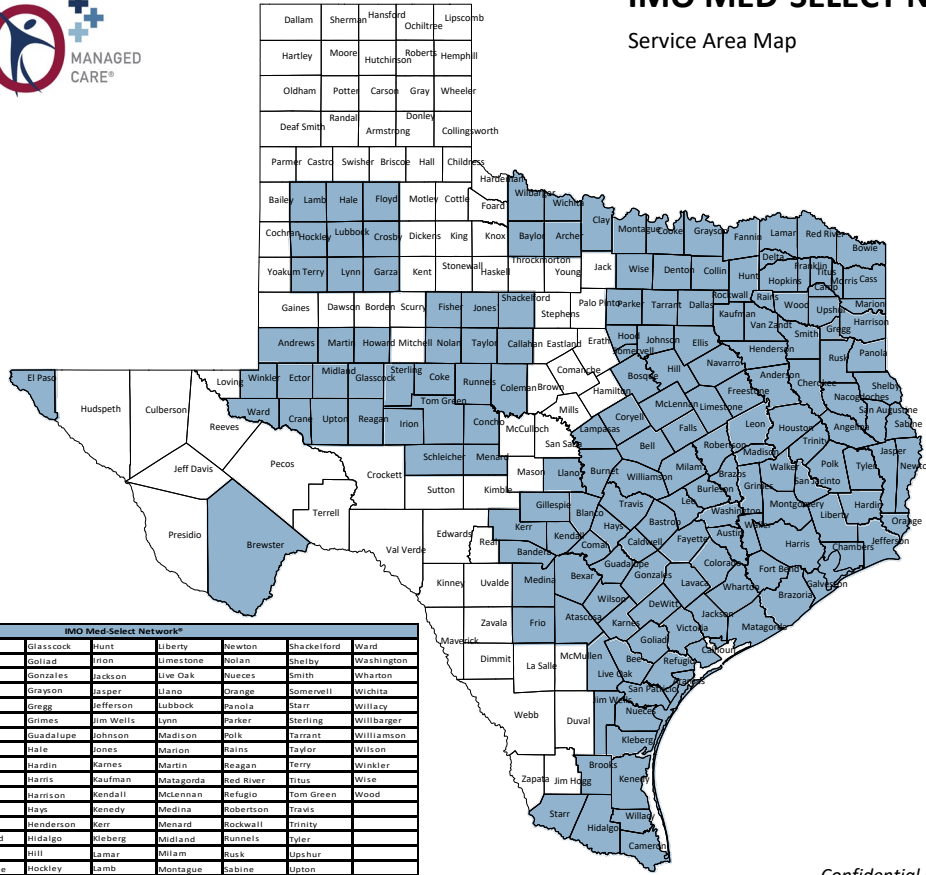 IMO MED-SELECT N
Service Area Map
MANAGED
CARE®
Dallam Sherman Hansford Ochiltree Lipscomb
Hartley Moore Hutchinson Roberts Hemphill
Oldham Potter Carson Gray Wheeler
Deaf Smith Randall Armstrong Donley Collingsworth
Parmer Castro Swisher Briscoe Hall Childress
Hardeman
Bailey Lamb Hale Floyd Motley Cottle Foard Wilbarger Wichita
Clay Montague Cooke Grayson Fannin Lamar Red River Bowie
Cochran Hockley Lubbock Crosby Dickens King Knox Baylor Archer
Delta Franklin Titus Morris Cass
Yoakum Terry Lynn Garza Kent Stonewall Haskell Throckmorton Young Jack Wise Denton Collin Hunt Hopkins Camp
Gaines Dawson Borden Scurry Fisher Jones Shackelford Stephens Palo Pinto Parker Tarrant Dallas Rockwall Rains Wood Upshur Marion
Kaufman Van Zandt Smith Gregg Harrison
Andrews Martin Howard Mitchell Nolan Taylor Callahan Eastland Erath Hood Somervell Johnson Ellis Henderson Rusk Panola
El Paso Hudspeth Culberson Reeves Loving Winkler Ector Midland Glasscock Sterling Coke Runnels Coleman Brown Comanche Hamilton Bosque Hill Navarro Freestone Anderson Cherokee Nacogdoches Shelby
Ward Crane Upton Reagan Irion Tom Green Concho McCulloch Mills San Saba Lampasas Coryell McLennan Limestone Falls Leon Houston Angelina San Augustine Sabine
Jeff Davis Pecos Crockett Schleicher Menard Mason Llano Burnet Bell Williamson Milam Robertson Brazos Madison Walker Trinity Polk Tyler Jasper Newto
Presidio Brewster Terrell Sutton Kimble Gillespie Blanco Travis Lee Burleson Grimes Washington Montgomery San Jacinto Liberty Hardin Orange
Val Verde Edwards Real Kerr Kendall Bandera Comal Hays Caldwell Bastrop Fayette Austin Waller Harris Chambers Jefferson
Kinney Uvalde Medina Bexar Guadalupe Gonzales Lavaca Colorado Wharton Fort Bend Brazoria Galveston
Maverick Zavala Frio Atascosa Wilson Karnes DeWitt Victoria Jackson Matagorda
Dimmit La Salle McMullen Live Oak Bee Goliad Refugio Calhoun Aransas San Patricio
Webb Duval Jim Wells Nueces Kleberg
Zapata Jim Hogg Brooks Kenedy
Starr Hidalgo Willacy Cameron
IMO Med-Select Network®
Glasscock Hunt Liberty Newton Shackelford Ward
Goliad Irion Limestone Nolan Shelby Washington
Gonzales Jackson Live Oak Nueces Smith Wharton
Grayson Jasper Llano Orange Somervell Wichita
Gregg Jefferson Lubbock Panola Starr Willacy
Grimes Jim Wells Lynn Parker Sterling Willbarger
Guadalupe Johnson Madison Polk Tarrant Williamson
Hale Jones Marion Rains Taylor Wilson
Hardin Karnes Martin Reagan Terry Winkler
Harris Kaufman Matagorda Red River Titus Wise
Harrison Kendall McLennan Refugio Tom Green Wood
Hays Kenedy Medina Robertson Travis
Henderson Kerr Menard Rockwall Trinity
d Hidalgo Kleberg Midland Runnels Tyler
Hill Lamar Milam Rusk Upshur
e Hockley Lamb Montague Sabine Upton
Confidential